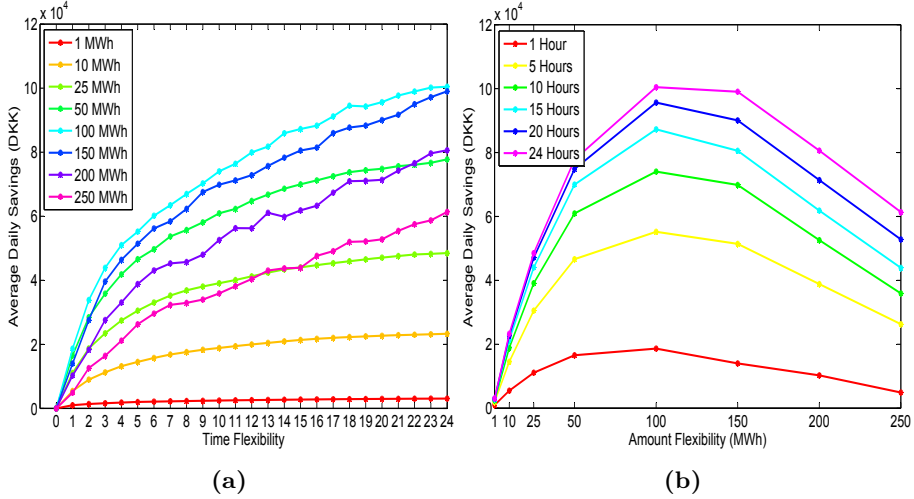 x 10⁴
12
10
8
6
4
2
0
Average Daily Savings (DKK)
1 MWh
10 MWh
25 MWh
50 MWh
100 MWh
150 MWh
200 MWh
250 MWh
0 1 2 3 4 5 6 7 8 9 10 11 12 13 14 15 16 17 18 19 20 21 22 23 24
Time Flexibility
(a)
x 10⁴
12
10
8
6
4
2
0
Average Daily Savings (DKK)
1 Hour
5 Hours
10 Hours
15 Hours
20 Hours
24 Hours
1 10 25 50 100 150 200 250
Amount Flexibility (MWh)
(b)